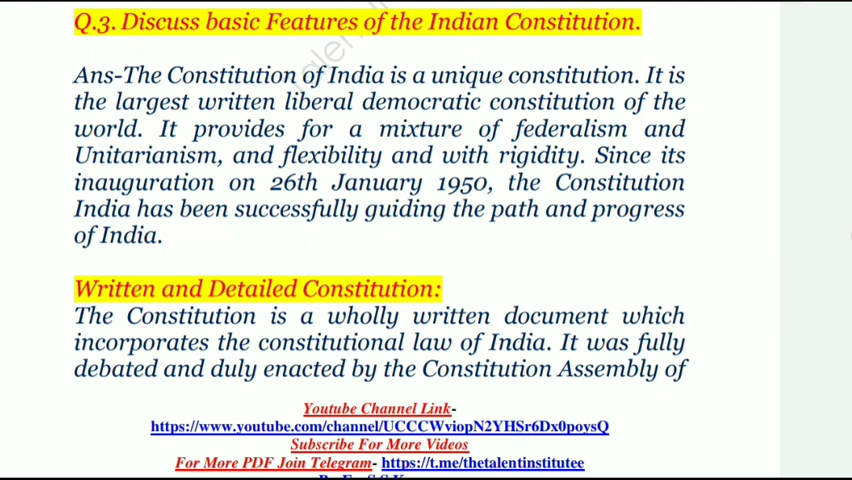 Q.3. Discuss basic Features of the Indian Constitution.
Ans-The Constitution of India is a unique constitution. It is
the largest written liberal democratic constitution of the
world. It provides for a mixture of federalism and
Unitarianism, and flexibility and with rigidity. Since its
inauguration on 26th January 1950, the Constitution
India has been successfully guiding the path and progress
of India.
Written and Detailed Constitution:
The Constitution is a wholly written document which
incorporates the constitutional law of India. It was fully
debated and duly enacted by the Constitution Assembly of
Youtube Channel Link-
https://www.youtube.com/channel/UCCCWviopN2YHSr6Dx0poysQ
Subscribe For More Videos
For More PDF Join Telegram- https://t.me/thetalentinstitutee